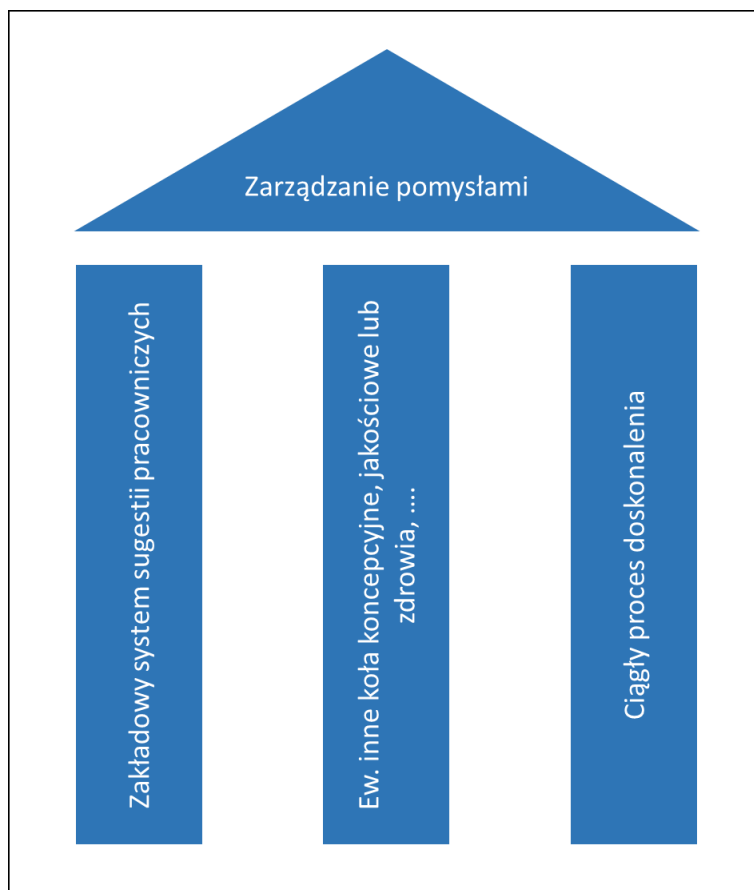 Zarządzanie pomysłami
Zakładowy system sugestii pracowniczych
Ew. inne koła koncepcyjne, jakościowe lub
zdrowia, ....
Ciągły proces doskonalenia